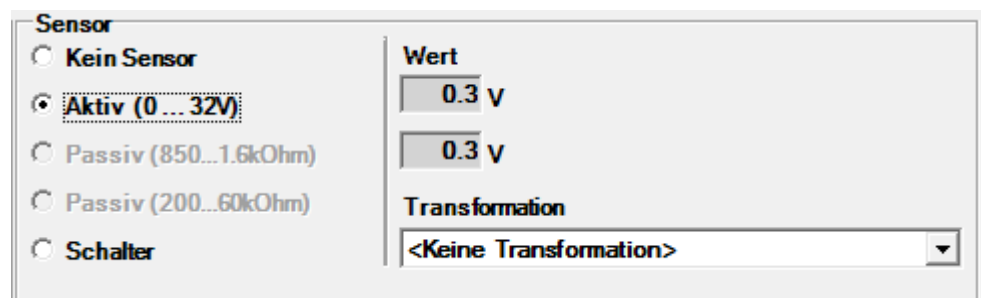 Sensor
Kein Sensor
Aktiv (0 ... 32V)
Passiv (850...1.6kOhm)
Passiv (200...60kOhm)
Schalter
Wert
0.3 V
0.3 V
Transformation
<Keine Transformation>